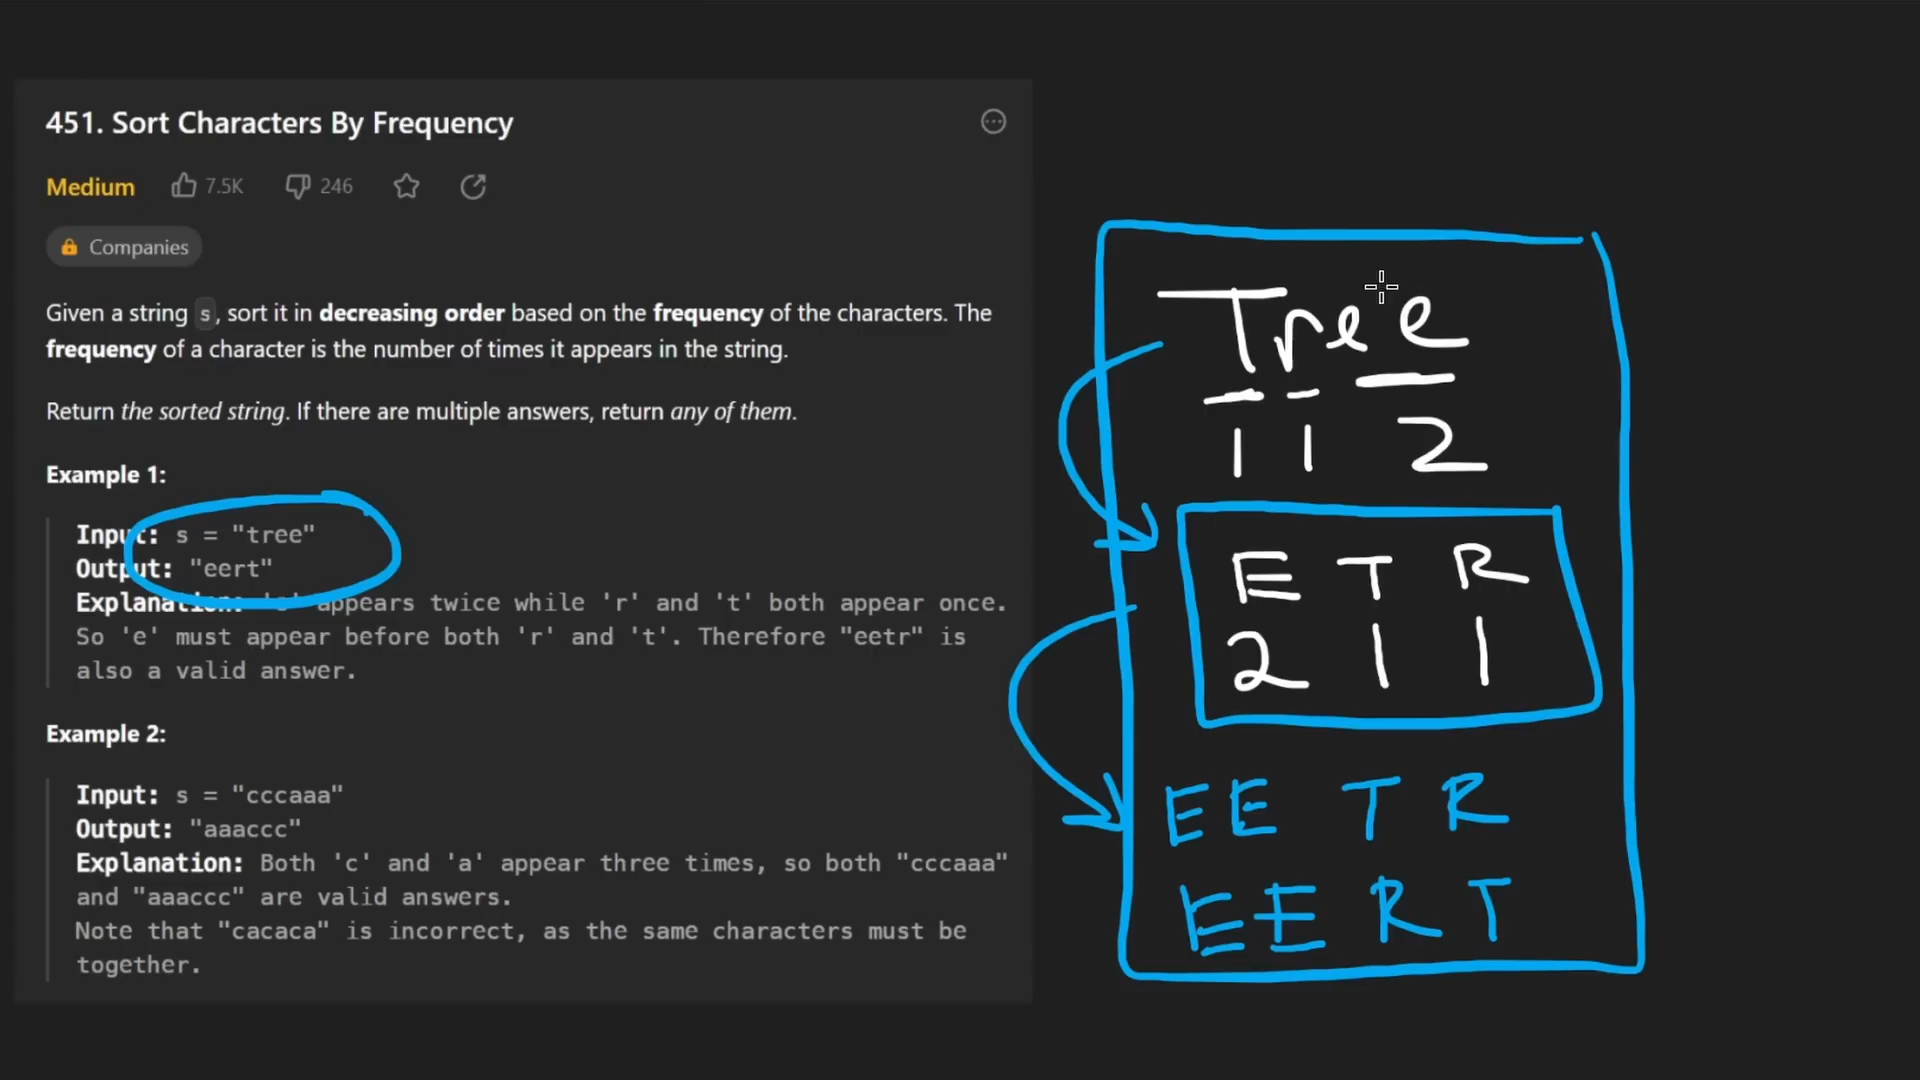 451. Sort Characters By Frequency
Medium 7.5K 246
Companies
Given a string s, sort it in decreasing order based on the frequency of the characters. The
frequency of a character is the number of times it appears in the string.
Return the sorted string. If there are multiple answers, return any of them.
Example 1:
Input: s = "tree"
Output: "eert"
Explanation: 'e' appears twice while 'r' and 't' both appear once.
So 'e' must appear before both 'r' and 't'. Therefore "eetr" is
also a valid answer.
Example 2:
Input: s = "cccaaa"
Output: "aaaccc"
Explanation: Both 'c' and 'a' appear three times, so both "cccaaa"
and "aaaccc" are valid answers.
Note that "cacaca" is incorrect, as the same characters must be
together.
Tree
1 1 2
E T R
2 1 1
EE T R
EE R T